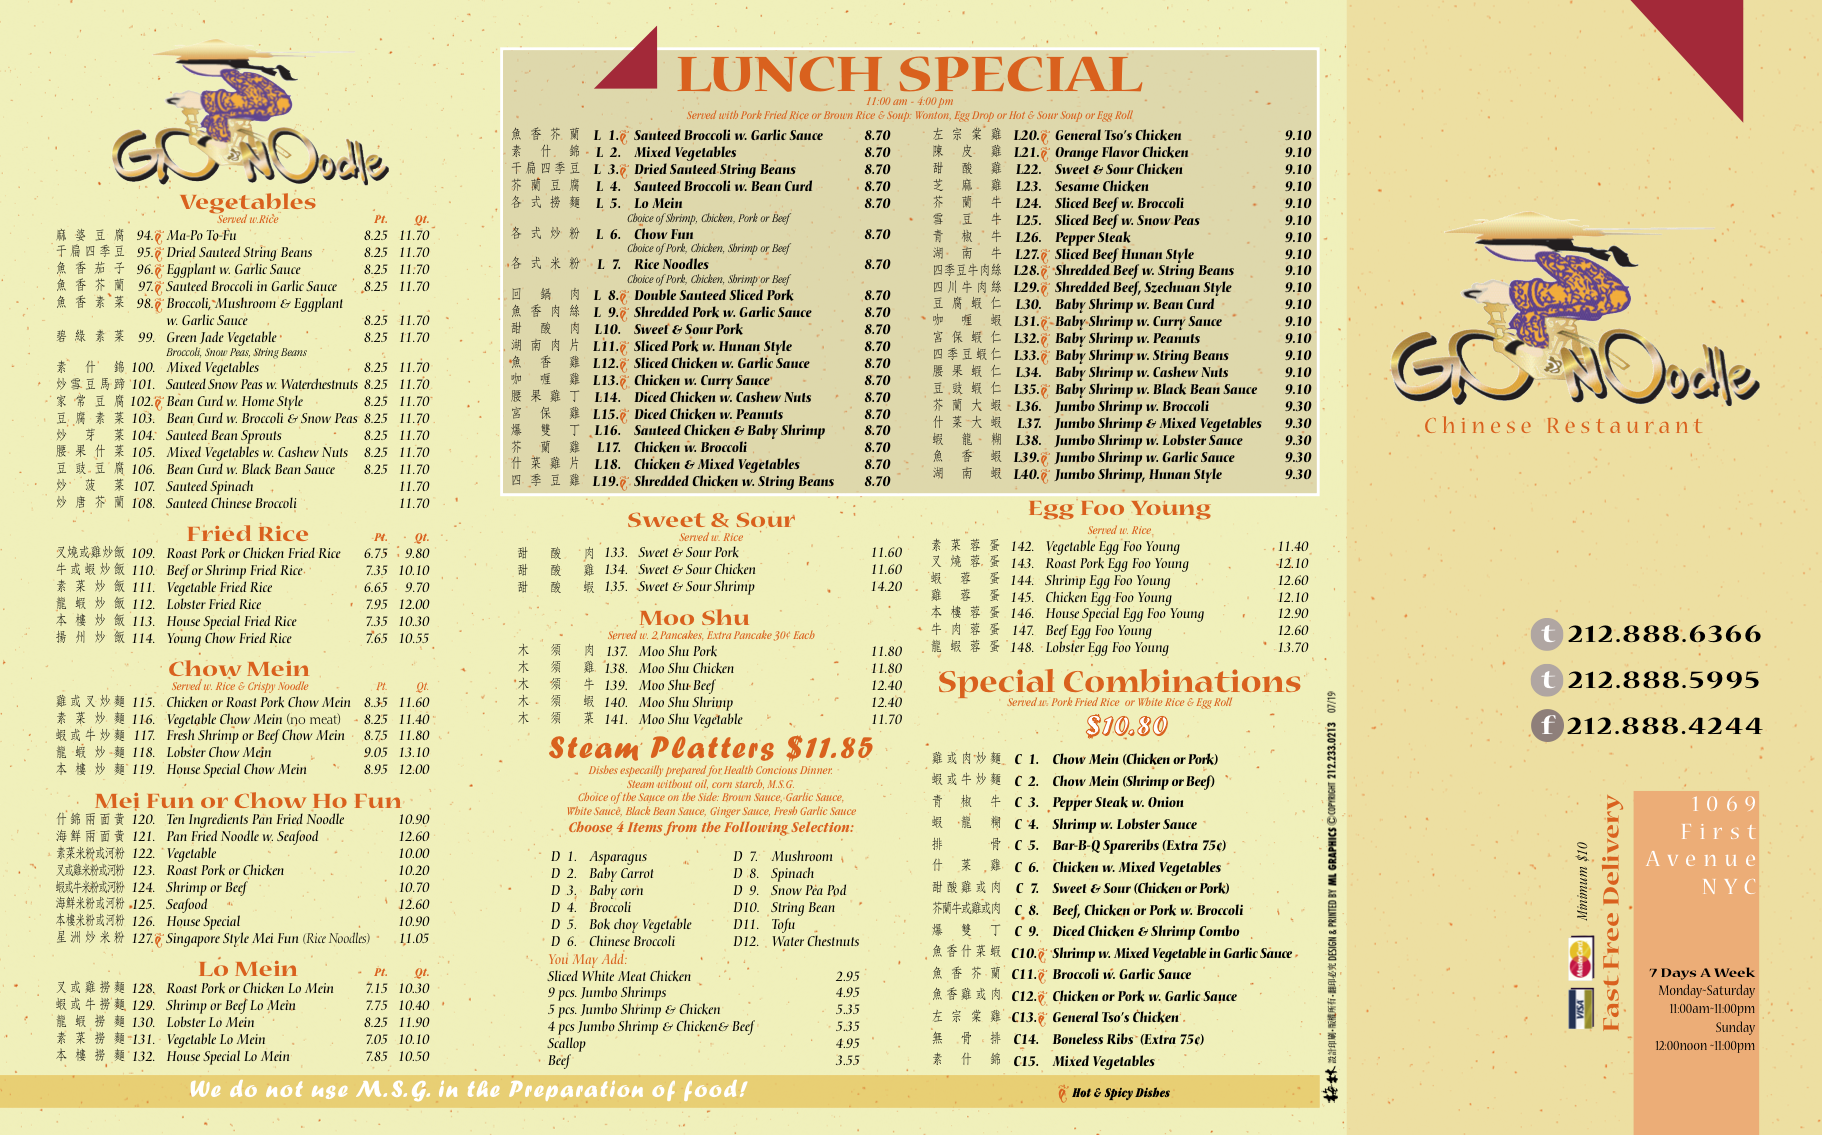 GO NOodle
Vegetables
Served w.Rice Pt. Qt.
麻婆豆腐 94. Ma-Po To-Fu 8.25 11.70
干扁四季豆 95. Dried Sauteed String Beans 8.25 11.70
魚香茄子 96. Eggplant w. Garlic Sauce 8.25 11.70
魚香芥蘭 97. Sauteed Broccoli in Garlic Sauce 8.25 11.70
魚香素菜 98. Broccoli, Mushroom & Eggplant
w. Garlic Sauce 8.25 11.70
碧綠素菜 99. Green Jade Vegetable 8.25 11.70
Broccoli, Snow Peas, String Beans
素什錦 100. Mixed Vegetables 8.25 11.70
炒雪豆馬蹄 101. Sauteed Snow Peas w. Waterchestnuts 8.25 11.70
家常豆腐 102. Bean Curd w. Home Style 8.25 11.70
豆腐素菜 103. Bean Curd w. Broccoli & Snow Peas 8.25 11.70
炒芽菜 104. Sauteed Bean Sprouts 8.25 11.70
腰果什菜 105. Mixed Vegetables w. Cashew Nuts 8.25 11.70
豆豉豆腐 106. Bean Curd w. Black Bean Sauce 8.25 11.70
炒菠菜 107. Sauteed Spinach 11.70
炒唐芥蘭 108. Sauteed Chinese Broccoli 11.70
Fried Rice Pt. Qt.
叉燒或雞炒飯 109. Roast Pork or Chicken Fried Rice 6.75 9.80
牛或蝦炒飯 110. Beef or Shrimp Fried Rice 7.35 10.10
素菜炒飯 111. Vegetable Fried Rice 6.65 9.70
龍蝦炒飯 112. Lobster Fried Rice 7.95 12.00
本樓炒飯 113. House Special Fried Rice 7.35 10.30
揚州炒飯 114. Young Chow Fried Rice 7.65 10.55
Chow Mein
Served w. Rice & Crispy Noodle Pt. Qt.
雞或叉炒麵 115. Chicken or Roast Pork Chow Mein 8.35 11.60
素菜炒麵 116. Vegetable Chow Mein (no meat) 8.25 11.40
蝦或牛炒麵 117. Fresh Shrimp or Beef Chow Mein 8.75 11.80
龍蝦炒麵 118. Lobster Chow Mein 9.05 13.10
本樓炒麵 119. House Special Chow Mein 8.95 12.00
Mei Fun or Chow Ho Fun
什錦兩面黃 120. Ten Ingredients Pan Fried Noodle 10.90
海鮮兩面黃 121. Pan Fried Noodle w. Seafood 12.60
素菜米粉或河粉 122. Vegetable 10.00
叉或雞米粉或河粉 123. Roast Pork or Chicken 10.20
蝦或牛米粉或河粉 124. Shrimp or Beef 10.70
海鮮米粉或河粉 125. Seafood 12.60
本樓米粉或河粉 126. House Special 10.90
星洲炒米粉 127. Singapore Style Mei Fun (Rice Noodles) 11.05
Lo Mein Pt. Qt.
叉或雞撈麵 128. Roast Pork or Chicken Lo Mein 7.15 10.30
蝦或牛撈麵 129. Shrimp or Beef Lo Mein 7.75 10.40
龍蝦撈麵 130. Lobster Lo Mein 8.25 11.90
素菜撈麵 131. Vegetable Lo Mein 7.05 10.10
本樓撈麵 132. House Special Lo Mein 7.85 10.50
We do not use M.S.G. in the Preparation of food!
LUNCH SPECIAL
11:00 am - 4:00 pm
Served with Pork Fried Rice or Brown Rice & Soup: Wonton, Egg Drop or Hot & Sour Soup or Egg Roll
魚香芥蘭 L 1. Sauteed Broccoli w. Garlic Sauce 8.70
素什錦 L 2. Mixed Vegetables 8.70
干扁四季豆 L 3. Dried Sauteed String Beans 8.70
芥蘭豆腐 L 4. Sauteed Broccoli w. Bean Curd 8.70
各式撈麵 L 5. Lo Mein 8.70
Choice of Shrimp, Chicken, Pork or Beef
各式炒粉 L 6. Chow Fun 8.70
Choice of Pork, Chicken, Shrimp or Beef
各式米粉 L 7. Rice Noodles 8.70
Choice of Pork, Chicken, Shrimp or Beef
回鍋肉 L 8. Double Sauteed Sliced Pork 8.70
魚香肉絲 L 9. Shredded Pork w. Garlic Sauce 8.70
甜酸肉 L10. Sweet & Sour Pork 8.70
湖南肉片 L11. Sliced Pork w. Hunan Style 8.70
魚香雞 L12. Sliced Chicken w. Garlic Sauce 8.70
咖喱雞 L13. Chicken w. Curry Sauce 8.70
腰果雞丁 L14. Diced Chicken w. Cashew Nuts 8.70
宮保雞 L15. Diced Chicken w. Peanuts 8.70
爆雙丁 L16. Sauteed Chicken & Baby Shrimp 8.70
芥蘭雞 L17. Chicken w. Broccoli 8.70
什菜雞片 L18. Chicken & Mixed Vegetables 8.70
四季豆雞 L19. Shredded Chicken w. String Beans 8.70
左宗棠雞 L20. General Tso's Chicken 9.10
陳皮雞 L21. Orange Flavor Chicken 9.10
甜酸雞 L22. Sweet & Sour Chicken 9.10
芝麻雞 L23. Sesame Chicken 9.10
芥蘭牛 L24. Sliced Beef w. Broccoli 9.10
雪豆牛 L25. Sliced Beef w. Snow Peas 9.10
青椒牛 L26. Pepper Steak 9.10
湖南牛 L27. Sliced Beef Hunan Style 9.10
四季豆牛肉絲 L28. Shredded Beef w. String Beans 9.10
四川牛肉絲 L29. Shredded Beef, Szechuan Style 9.10
豆腐蝦仁 L30. Baby Shrimp w. Bean Curd 9.10
咖喱蝦 L31. Baby Shrimp w. Curry Sauce 9.10
宮保蝦仁 L32. Baby Shrimp w. Peanuts 9.10
四季豆蝦仁 L33. Baby Shrimp w. String Beans 9.10
腰果蝦仁 L34. Baby Shrimp w. Cashew Nuts 9.10
豆豉蝦仁 L35. Baby Shrimp w. Black Bean Sauce 9.10
芥蘭大蝦 L36. Jumbo Shrimp w. Broccoli 9.30
什菜大蝦 L37. Jumbo Shrimp & Mixed Vegetables 9.30
蝦龍糊 L38. Jumbo Shrimp w. Lobster Sauce 9.30
魚香蝦 L39. Jumbo Shrimp w. Garlic Sauce 9.30
湖南蝦 L40. Jumbo Shrimp, Hunan Style 9.30
Sweet & Sour
Served w. Rice
甜酸肉 133. Sweet & Sour Pork 11.60
甜酸雞 134. Sweet & Sour Chicken 11.60
甜酸蝦 135. Sweet & Sour Shrimp 14.20
Moo Shu
Served w. 2 Pancakes, Extra Pancake 30¢ Each
木須肉 137. Moo Shu Pork 11.80
木須雞 138. Moo Shu Chicken 11.80
木須牛 139. Moo Shu Beef 12.40
木須蝦 140. Moo Shu Shrimp 12.40
木須菜 141. Moo Shu Vegetable 11.70
Steam Platters $11.85
Dishes especailly prepared for Health Concious Dinner.
Steam without oil, corn starch, M.S.G.
Choice of the Sauce on the Side: Brown Sauce, Garlic Sauce,
White Sauce, Black Bean Sauce, Ginger Sauce, Fresh Garlic Sauce
Choose 4 Items from the Following Selection:
D 1. Asparagus D 7. Mushroom
D 2. Baby Carrot D 8. Spinach
D 3. Baby corn D 9. Snow Pea Pod
D 4. Broccoli D10. String Bean
D 5. Bok choy Vegetable D11. Tofu
D 6. Chinese Broccoli D12. Water Chestnuts
You May Add:
Sliced White Meat Chicken 2.95
9 pcs. Jumbo Shrimps 4.95
5 pcs. Jumbo Shrimp & Chicken 5.35
4 pcs Jumbo Shrimp & Chicken& Beef 5.35
Scallop 4.95
Beef 3.55
Egg Foo Young
Served w. Rice
素菜蓉蛋 142. Vegetable Egg Foo Young 11.40
叉燒蓉蛋 143. Roast Pork Egg Foo Young 12.10
蝦蓉蛋 144. Shrimp Egg Foo Young 12.60
雞蓉蛋 145. Chicken Egg Foo Young 12.10
本樓蓉蛋 146. House Special Egg Foo Young 12.90
牛肉蓉蛋 147. Beef Egg Foo Young 12.60
龍蝦蓉蛋 148. Lobster Egg Foo Young 13.70
Special Combinations
Served w. Pork Fried Rice or White Rice & Egg Roll
$10.80
雞或肉炒麵 C 1. Chow Mein (Chicken or Pork)
蝦或牛炒麵 C 2. Chow Mein (Shrimp or Beef)
青椒牛 C 3. Pepper Steak w. Onion
蝦龍糊 C 4. Shrimp w. Lobster Sauce
排骨 C 5. Bar-B-Q Spareribs (Extra 75¢)
什菜雞 C 6. Chicken w. Mixed Vegetables
甜酸雞或肉 C 7. Sweet & Sour (Chicken or Pork)
芥蘭牛或雞或肉 C 8. Beef, Chicken or Pork w. Broccoli
爆雙丁 C 9. Diced Chicken & Shrimp Combo
魚香什菜蝦 C10. Shrimp w. Mixed Vegetable in Garlic Sauce
魚香芥蘭 C11. Broccoli w. Garlic Sauce
魚香雞或肉 C12. Chicken or Pork w. Garlic Sauce
左宗棠雞 C13. General Tso's Chicken
無骨排 C14. Boneless Ribs (Extra 75¢)
素什錦 C15. Mixed Vegetables
Hot & Spicy Dishes
設計印刷·版權所有·翻印必究 DESIGN & PRINTED BY ML GRAPHICS © COPYRIGHT 212.233.0213 07/19
GO NOodle
Chinese Restaurant
t 212.888.6366
t 212.888.5995
f 212.888.4244
Fast Free Delivery
Minimum $10
MasterCard
VISA
1069
First
Avenue
NYC
7 Days A Week
Monday-Saturday
11:00am-11:00pm
Sunday
12:00noon -11:00pm